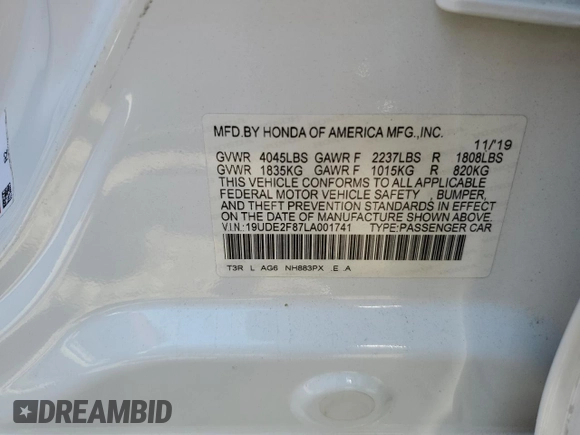 MFD.BY HONDA OF AMERICA MFG.,INC.
11/'19
GVWR 4045LBS GAWR F 2237LBS R 1808LBS
GVWR 1835KG GAWR F 1015KG R 820KG
THIS VEHICLE CONFORMS TO ALL APPLICABLE
FEDERAL MOTOR VEHICLE SAFETY , BUMPER,
AND THEFT PREVENTION STANDARDS IN EFFECT
ON THE DATE OF MANUFACTURE SHOWN ABOVE.
V.I.N:19UDE2F87LA001741 TYPE:PASSENGER CAR
T3R L AG6 NH883PX .E .A
DREAMBID